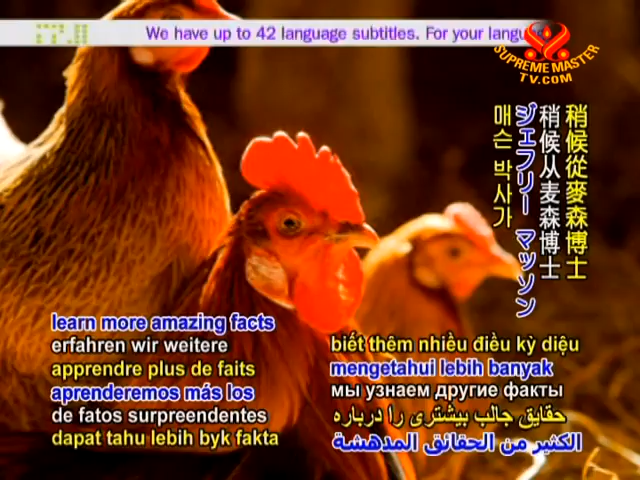 We have up to 42 language subtitles. For your langu
SUPREME MASTER
TV.COM
稍候從麥森博士
稍候从麦森博士
ジェフリー マッソン
매슨 박사가
learn more amazing facts
erfahren wir weitere
apprendre plus de faits
aprenderemos más los
de fatos surpreendentes
dapat tahu lebih byk fakta
biết thêm nhiều điều kỳ diệu
mengetahui lebih banyak
мы узнаем другие факты
حقایق جالب بیشتری را درباره
الكثير من الحقائق المدهشة